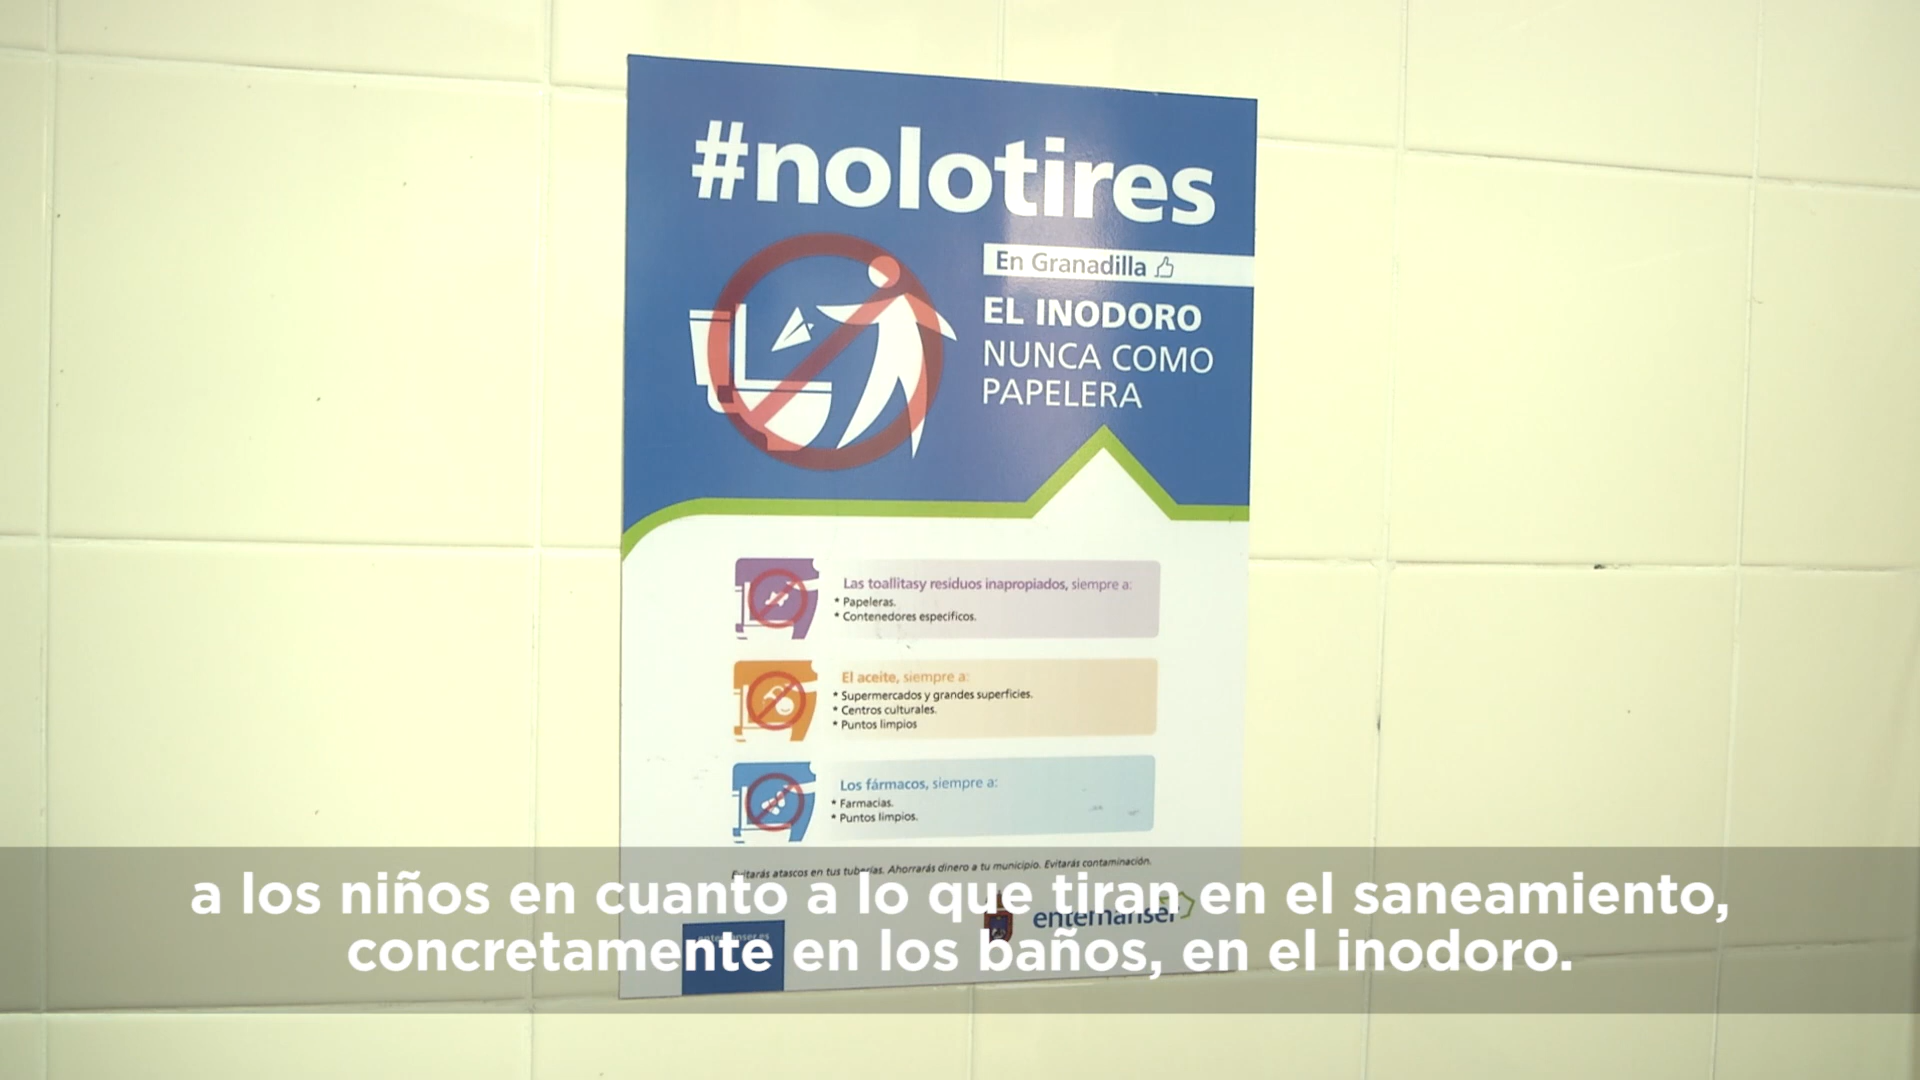 #nolotires
En Granadilla
EL INODORO
NUNCA COMO
PAPELERA
Las toallitasy residuos inapropiados, siempre a:
* Papeleras.
* Contenedores específicos.
El aceite, siempre a:
* Supermercados y grandes superficies.
* Centros culturales.
* Puntos limpios
Los fármacos, siempre a:
* Farmacias.
* Puntos limpios.
Evitarás atascos en tus tuberías. Ahorrarás dinero a tu municipio. Evitarás contaminación.
a los niños en cuanto a lo que tiran en el saneamiento,
entemanser
entemanser.es
concretamente en los baños, en el inodoro.